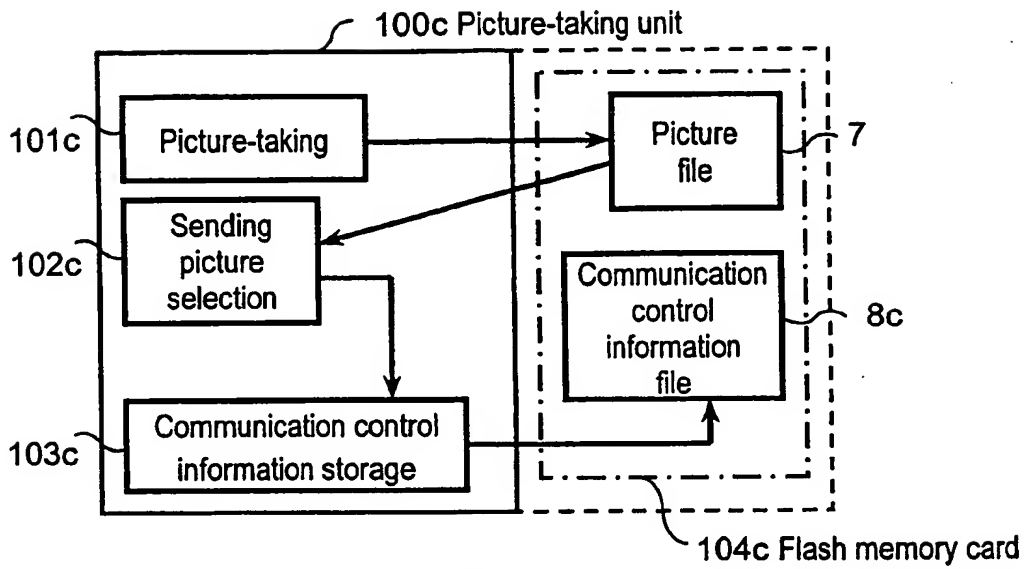 100c Picture-taking unit
101c
Picture-taking
Picture
file
7
102c
Sending
picture
selection
Communication
control
information
file
8c
103c
Communication control
information storage
104c Flash memory card